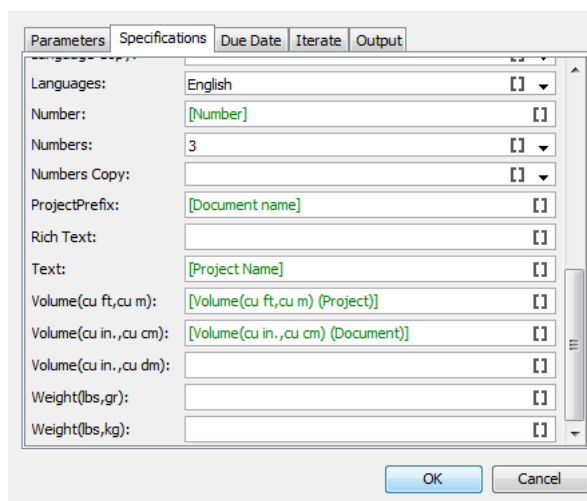 Parameters Specifications Due Date Iterate Output
Languages: English [ ]
Number: [Number] [ ]
Numbers: 3 [ ]
Numbers Copy: [ ]
ProjectPrefix: [Document name] [ ]
Rich Text: [ ]
Text: [Project Name] [ ]
Volume(cu ft,cu m): [Volume(cu ft,cu m) (Project)] [ ]
Volume(cu in.,cu cm): [Volume(cu in.,cu cm) (Document)] [ ]
Volume(cu in.,cu dm): [ ]
Weight(lbs,gr): [ ]
Weight(lbs,kg): [ ]
OK Cancel